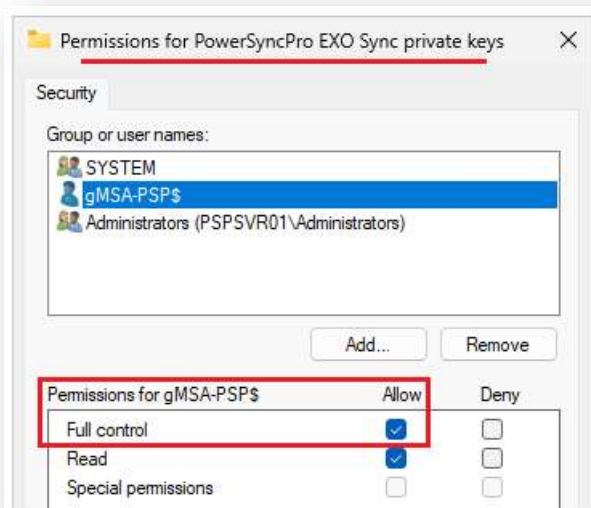 Permissions for PowerSyncPro EXO Sync private keys
Security
Group or user names:
SYSTEM
gMSA-PSP$
Administrators (PSPSVR01\Administrators)
Add... Remove
Permissions for gMSA-PSP$ Allow Deny
Full control
Read
Special permissions